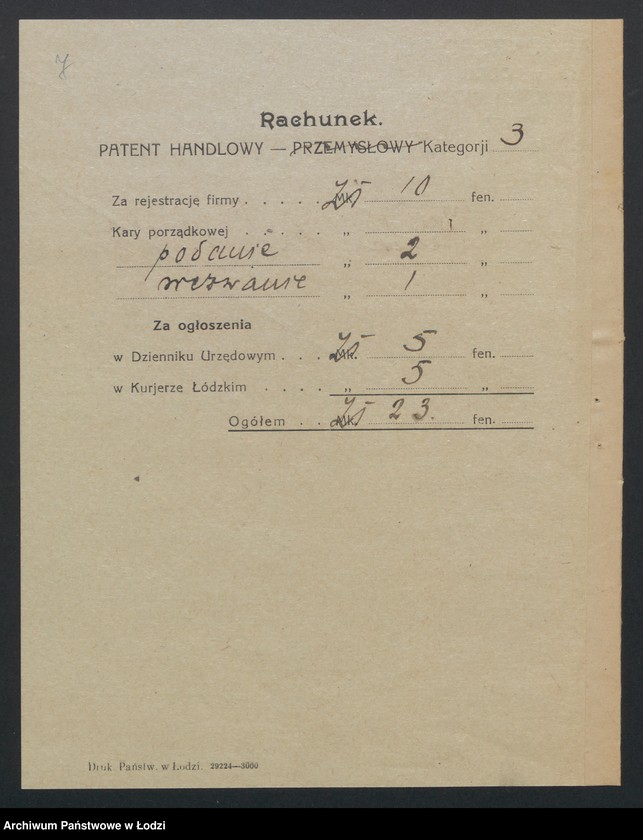 7
Rachunek.
PATENT HANDLOWY — PRZEMYSŁOWY Kategorji 3
Za rejestrację firmy . . . . . Mk. Zł 10 fen.
Kary porządkowej . . . . . „ „
podanie „ 2 „
wezwanie „ 1 „
Za ogłoszenia
w Dzienniku Urzędowym . . . Mk. Zł 5 fen.
w Kurjerze Łódzkim . . . . „ 5 „
Ogółem . . Mk. Zł 23. fen.
Druk. Państw. w Łodzi. 29224—3000
Archiwum Państwowe w Łodzi